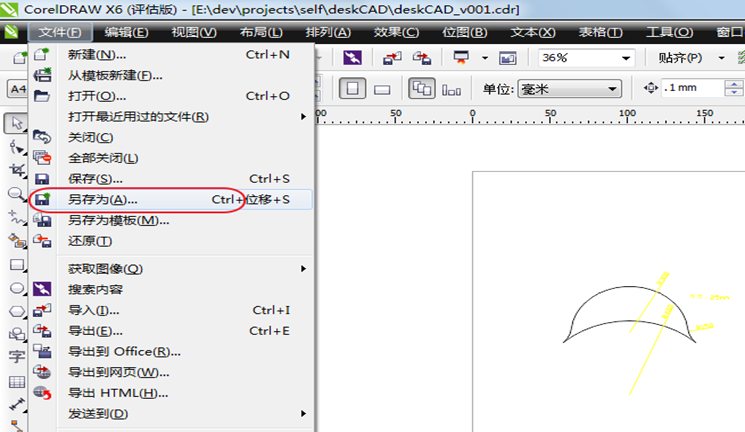 CorelDRAW X6 (评估版) - [E:\dev\projects\self\deskCAD\deskCAD_v001.cdr]
文件(F) 编辑(E) 视图(V) 布局(L) 排列(A) 效果(C) 位图(B) 文本(X) 表格(T) 工具(O) 窗口
新建(N)... Ctrl+N
36% 贴齐(P)
从模板新建(F)...
A4 单位: 毫米 .1 mm
打开(O)... Ctrl+O
打开最近用过的文件(R)
00 50 0 50 100 150
关闭(C)
全部关闭(L)
保存(S)... Ctrl+S
另存为(A)... Ctrl+位移+S
另存为模板(M)...
还原(T)
获取图像(Q)
搜索内容
导入(I)... Ctrl+I
导出(E)... Ctrl+E
导出到 Office(R)...
字
导出到网页(W)...
导出 HTML(H)...
发送到(D)